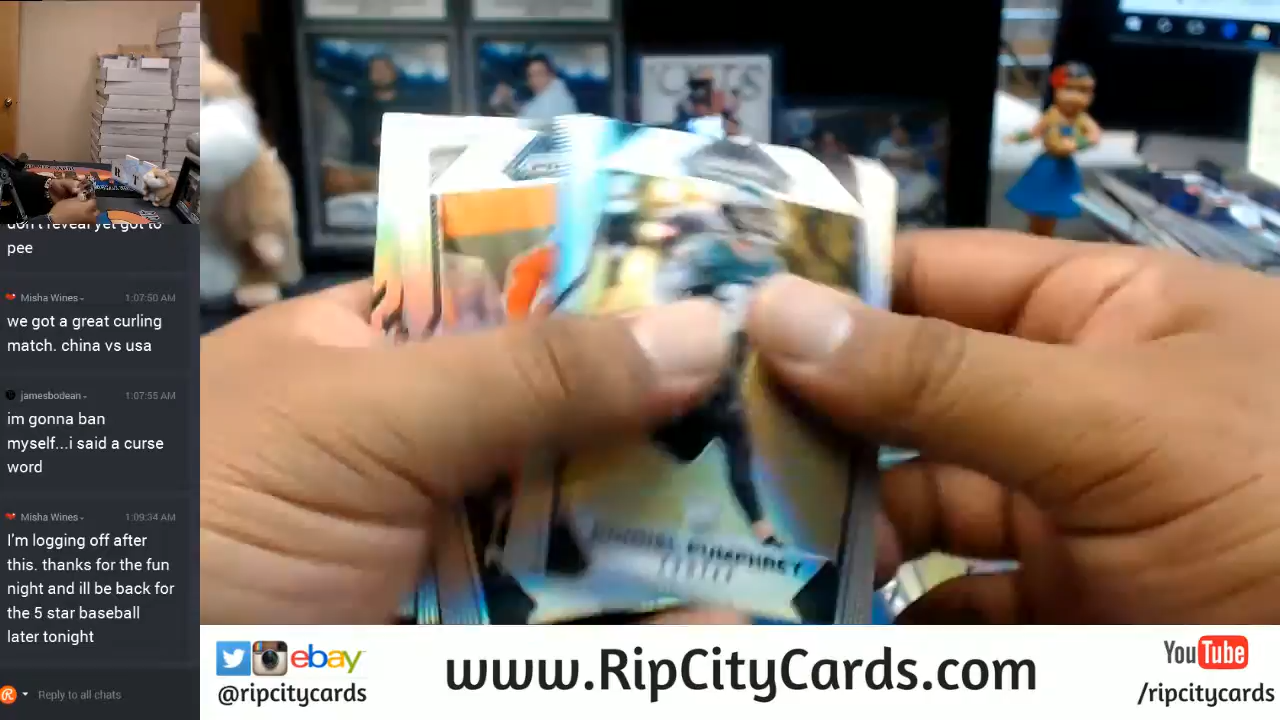 don't reveal yet got to
pee
Misha Wines
1:07:50 AM
we got a great curling
match. china vs usa
jamesbodean
1:07:55 AM
im gonna ban
myself...i said a curse
word
Misha Wines
1:09:34 AM
I'm logging off after
this. thanks for the fun
night and ill be back for
the 5 star baseball
later tonight
Reply to all chats
PUMPHREY
ebay
@ripcitycards
www.RipCityCards.com
YouTube
/ripcitycards